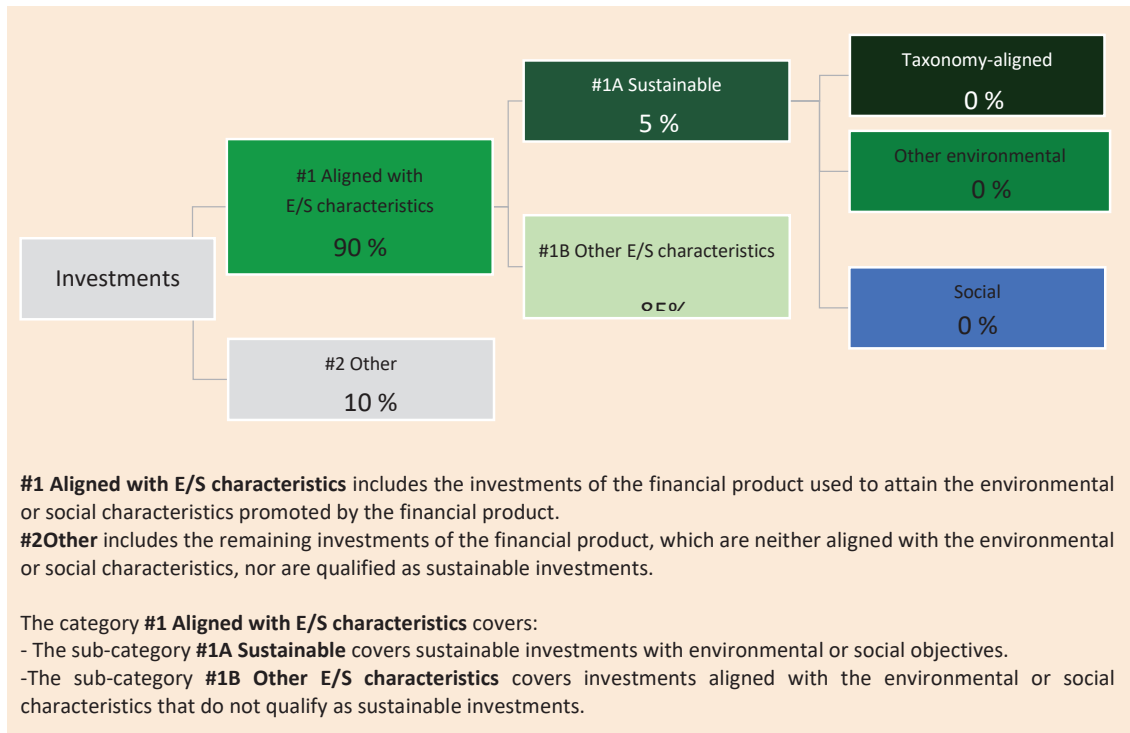 Investments
#1 Aligned with
E/S characteristics
90 %
#2 Other
10 %
#1A Sustainable
5 %
#1B Other E/S characteristics
85%
Taxonomy-aligned
0 %
Other environmental
0 %
Social
0 %
#1 Aligned with E/S characteristics includes the investments of the financial product used to attain the environmental
or social characteristics promoted by the financial product.
#2Other includes the remaining investments of the financial product, which are neither aligned with the environmental
or social characteristics, nor are qualified as sustainable investments.
The category #1 Aligned with E/S characteristics covers:
- The sub-category #1A Sustainable covers sustainable investments with environmental or social objectives.
-The sub-category #1B Other E/S characteristics covers investments aligned with the environmental or social
characteristics that do not qualify as sustainable investments.